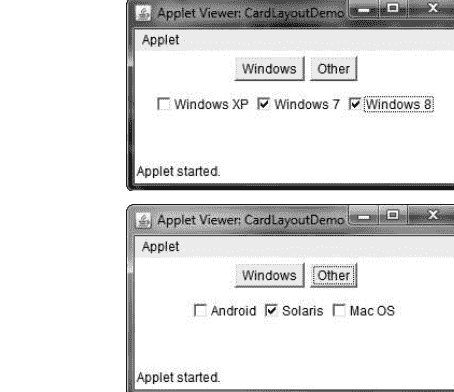 Applet Viewer: CardLayoutDemo
Applet
Windows Other
Windows XP Windows 7 Windows 8
Applet started.
Applet Viewer: CardLayoutDemo
Applet
Windows Other
Android Solaris Mac OS
Applet started.